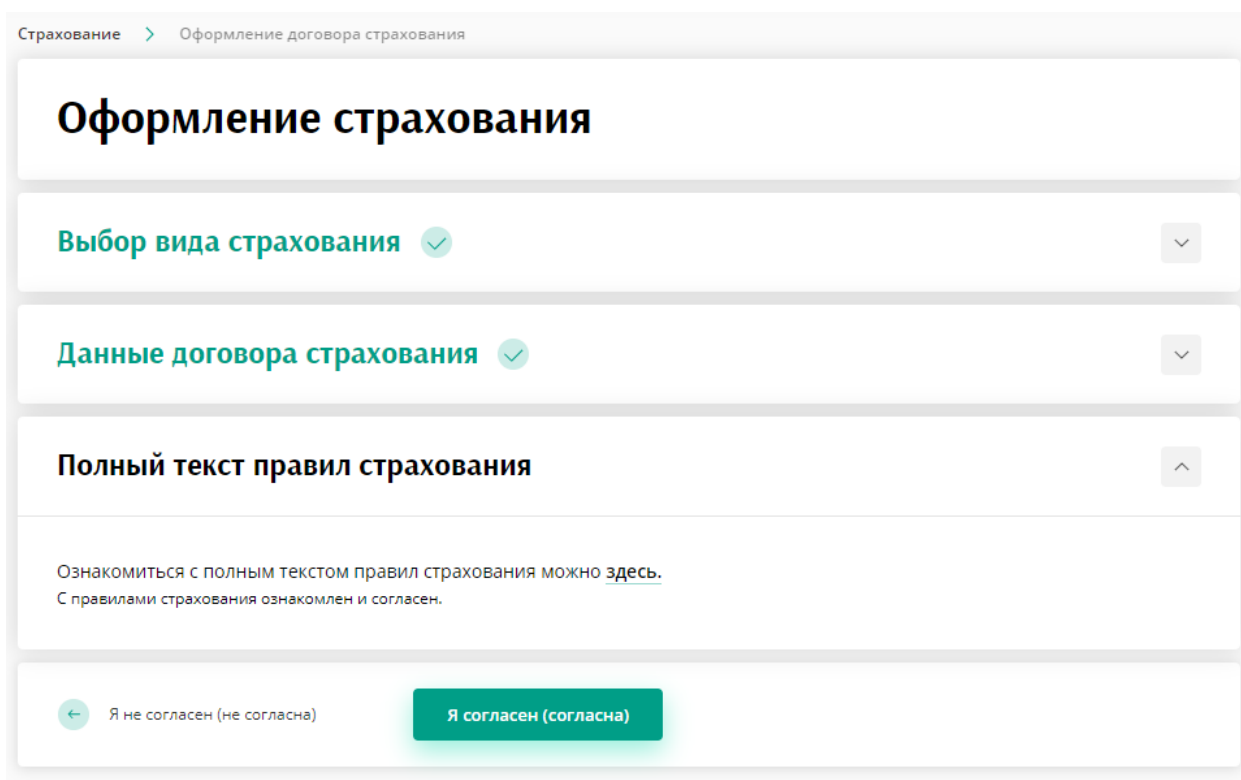 Страхование > Оформление договора страхования
Оформление страхования
Выбор вида страхования
Данные договора страхования
Полный текст правил страхования
Ознакомиться с полным текстом правил страхования можно здесь.
С правилами страхования ознакомлен и согласен.
Я не согласен (не согласна) Я согласен (согласна)